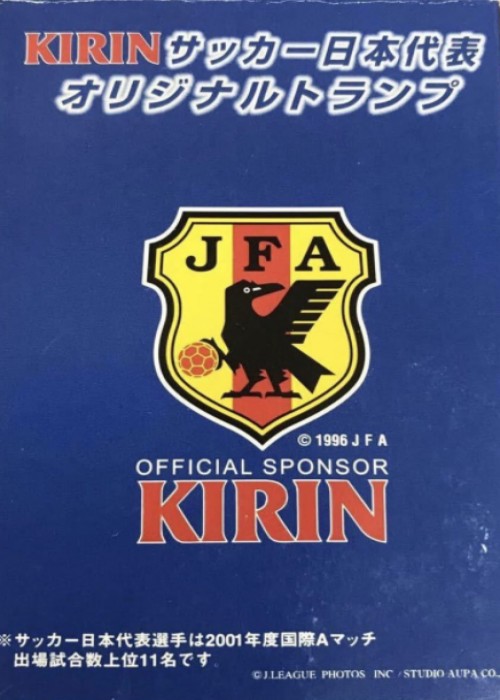 KIRINサッカー日本代表
オリジナルトランプ
JFA
©1996 JFA
OFFICIAL SPONSOR
KIRIN
※サッカー日本代表選手は2001年度国際Aマッチ
出場試合数上位11名です
©J.LEAGUE PHOTOS INC/STUDIO AUPA CO.